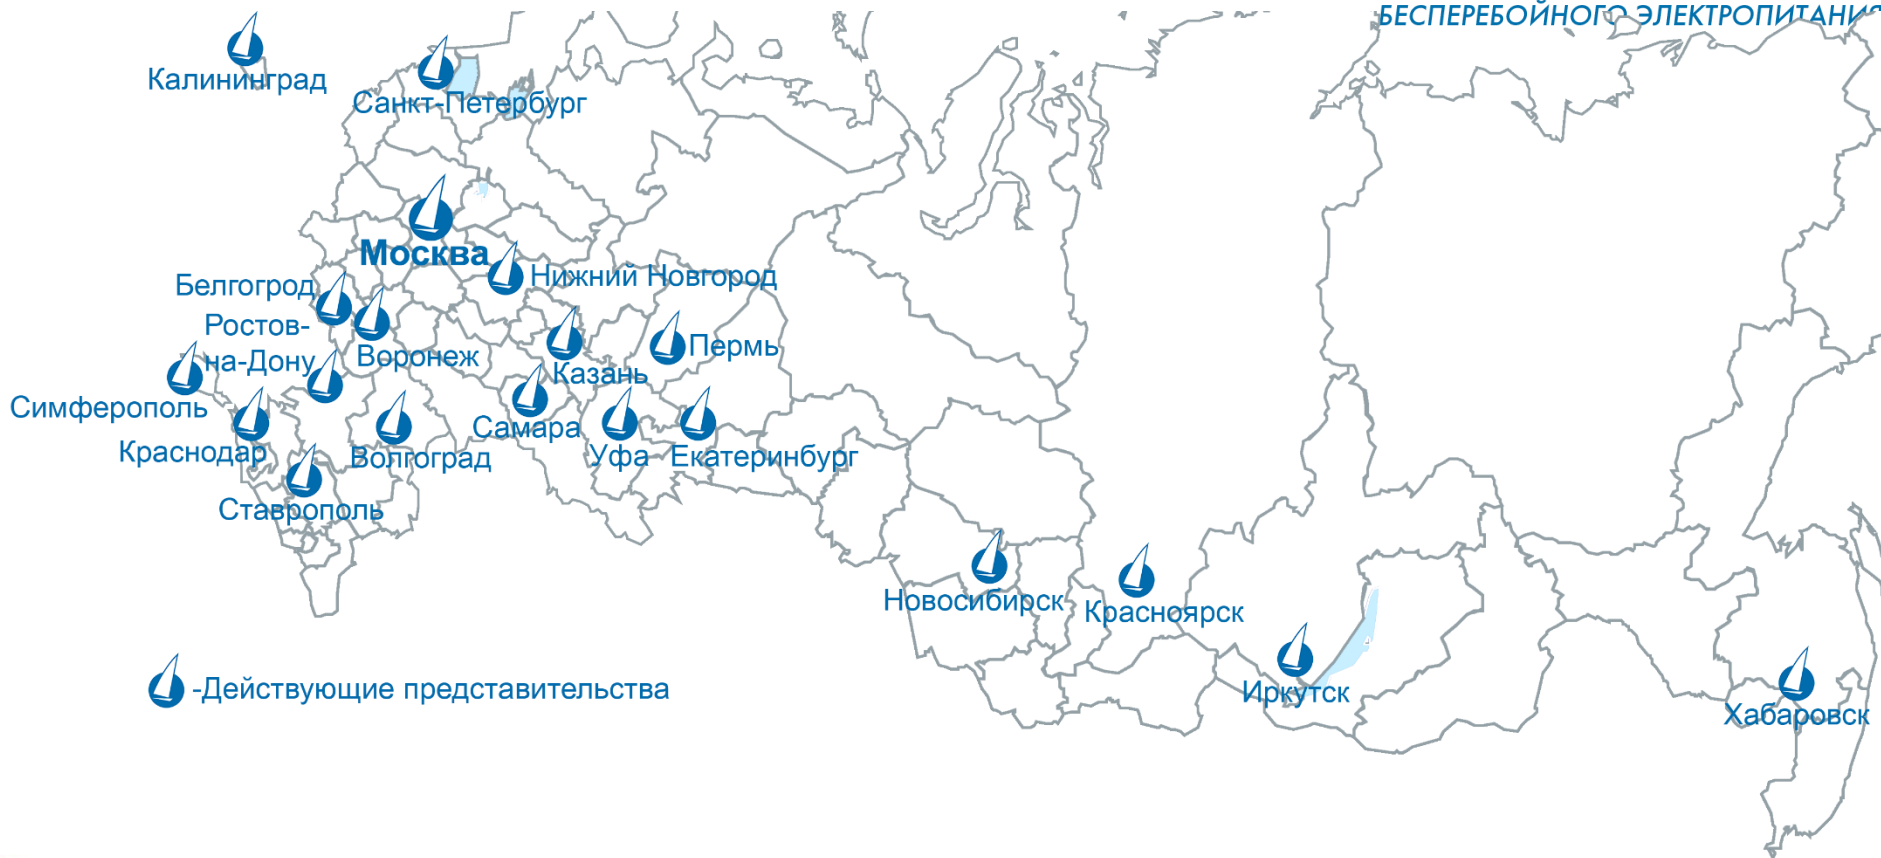 БЕСПЕРЕБОЙНОГО ЭЛЕКТРОПИТАНИЯ
Калининград
Санкт-Петербург
Москва
Нижний Новгород
Белгогрод
Ростов-
на-Дону
Воронеж
Пермь
Казань
Симферополь
Краснодар
Самара
Волгоград
Уфа
Екатеринбург
Ставрополь
Новосибирск
Красноярск
Иркутск
Хабаровск
-Действующие представительства